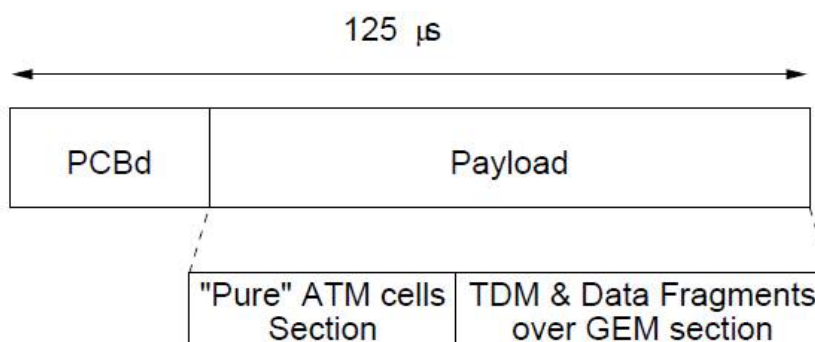 125 μs
PCBd
Payload
"Pure" ATM cells
Section
TDM & Data Fragments
over GEM section